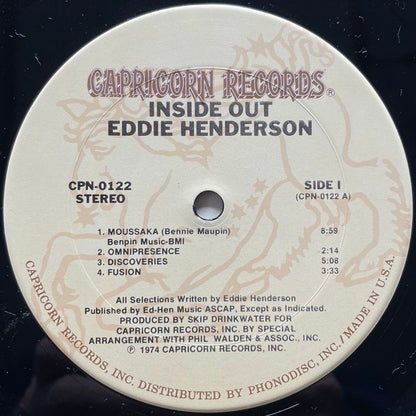 CAPRICORN RECORDS®
INSIDE OUT
EDDIE HENDERSON
CPN-0122
STEREO
SIDE I
(CPN-0122 A)
1. MOUSSAKA (Bennie Maupin) 8:59
Benpin Music-BMI
2. OMNIPRESENCE 2:14
3. DISCOVERIES 5:08
4. FUSION 3:33
All Selections Written by Eddie Henderson
Published by Ed-Hen Music ASCAP, Except as Indicated.
PRODUCED BY SKIP DRINKWATER FOR
CAPRICORN RECORDS, INC. BY SPECIAL
ARRANGEMENT WITH PHIL WALDEN & ASSOC., INC.
℗ 1974 CAPRICORN RECORDS, INC.
CAPRICORN RECORDS, INC. DISTRIBUTED BY PHONODISC, INC./MADE IN U.S.A.